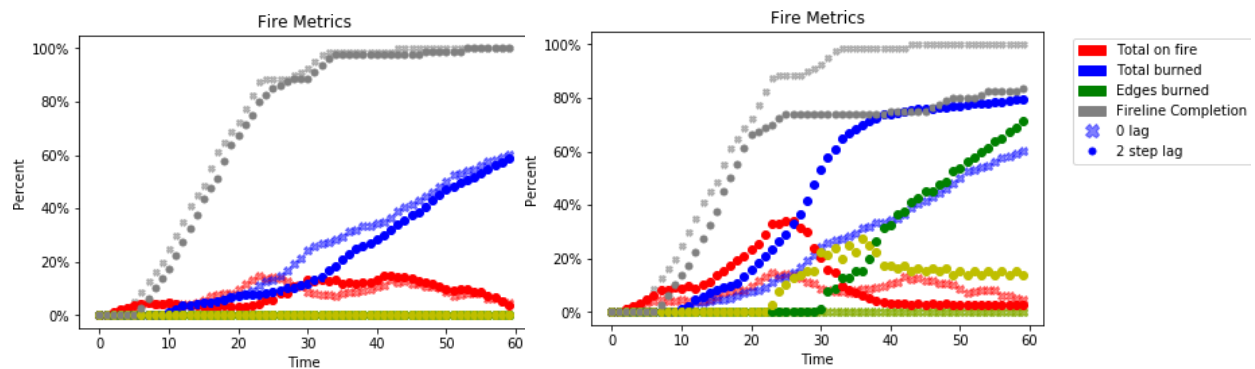 Fire Metrics
Percent
100%
80%
60%
40%
20%
0%
0 10 20 30 40 50 60
Time
Fire Metrics
Percent
100%
80%
60%
40%
20%
0%
0 10 20 30 40 50 60
Time
Total on fire
Total burned
Edges burned
Fireline Completion
0 lag
2 step lag